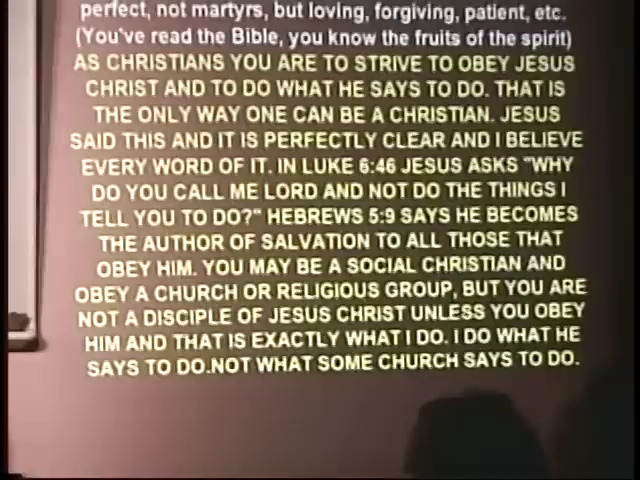 perfect, not martyrs, but loving, forgiving, patient, etc.
(You've read the Bible, you know the fruits of the spirit)
AS CHRISTIANS YOU ARE TO STRIVE TO OBEY JESUS
CHRIST AND TO DO WHAT HE SAYS TO DO. THAT IS
THE ONLY WAY ONE CAN BE A CHRISTIAN. JESUS
SAID THIS AND IT IS PERFECTLY CLEAR AND I BELIEVE
EVERY WORD OF IT. IN LUKE 6:46 JESUS ASKS "WHY
DO YOU CALL ME LORD AND NOT DO THE THINGS I
TELL YOU TO DO?" HEBREWS 5:9 SAYS HE BECOMES
THE AUTHOR OF SALVATION TO ALL THOSE THAT
OBEY HIM. YOU MAY BE A SOCIAL CHRISTIAN AND
OBEY A CHURCH OR RELIGIOUS GROUP, BUT YOU ARE
NOT A DISCIPLE OF JESUS CHRIST UNLESS YOU OBEY
HIM AND THAT IS EXACTLY WHAT I DO. I DO WHAT HE
SAYS TO DO.NOT WHAT SOME CHURCH SAYS TO DO.